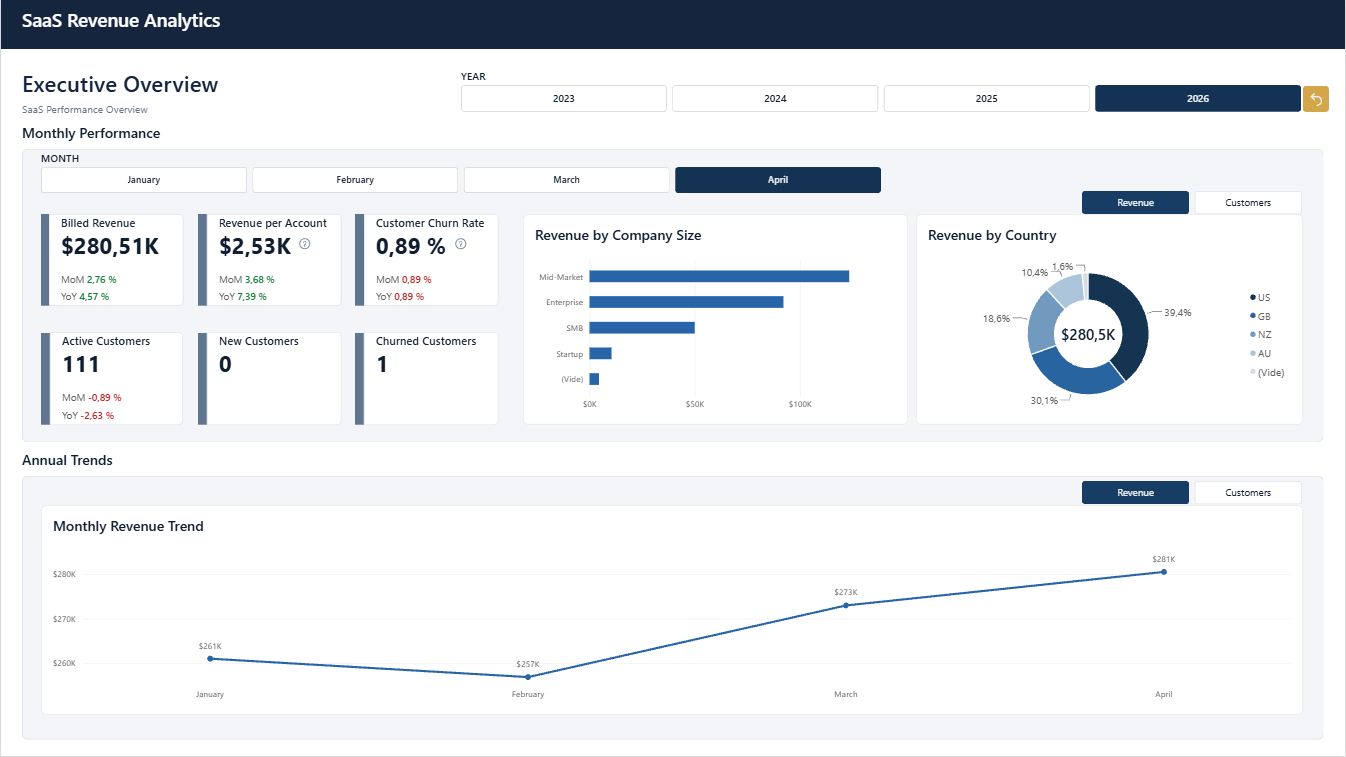 SaaS Revenue Analytics
Executive Overview
SaaS Performance Overview
YEAR
2023
2024
2025
2026
Monthly Performance
MONTH
January
February
March
April
Revenue
Customers
Billed Revenue
$280,51K
MoM 2,76 %
YoY 4,57 %
Revenue per Account
$2,53K
?
MoM 3,68 %
YoY 7,39 %
Customer Churn Rate
0,89 %
?
MoM 0,89 %
YoY 0,89 %
Active Customers
111
MoM -0,89 %
YoY -2,63 %
New Customers
0
Churned Customers
1
Revenue by Company Size
Mid-Market
Enterprise
SMB
Startup
(Vide)
$0K
$50K
$100K
Revenue by Country
1,6%
10,4%
18,6%
39,4%
30,1%
$280,5K
US
GB
NZ
AU
(Vide)
Annual Trends
Revenue
Customers
Monthly Revenue Trend
$280K
$270K
$260K
$261K
$257K
$273K
$281K
January
February
March
April